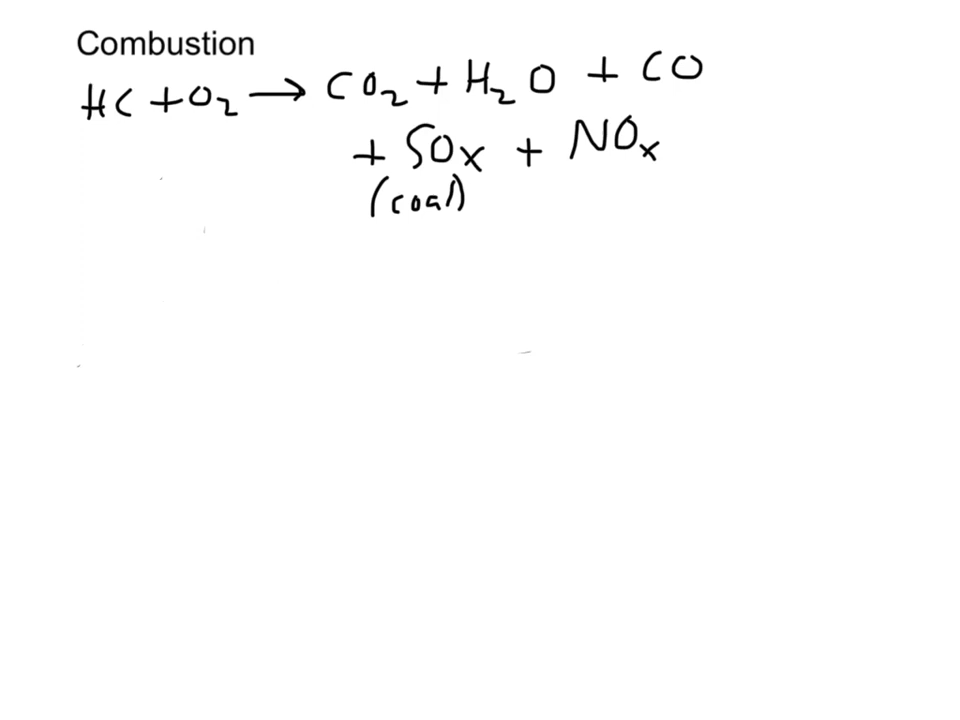 Combustion
HC + O₂ → CO₂ + H₂O + CO
+ SOx + NOx
(coal)